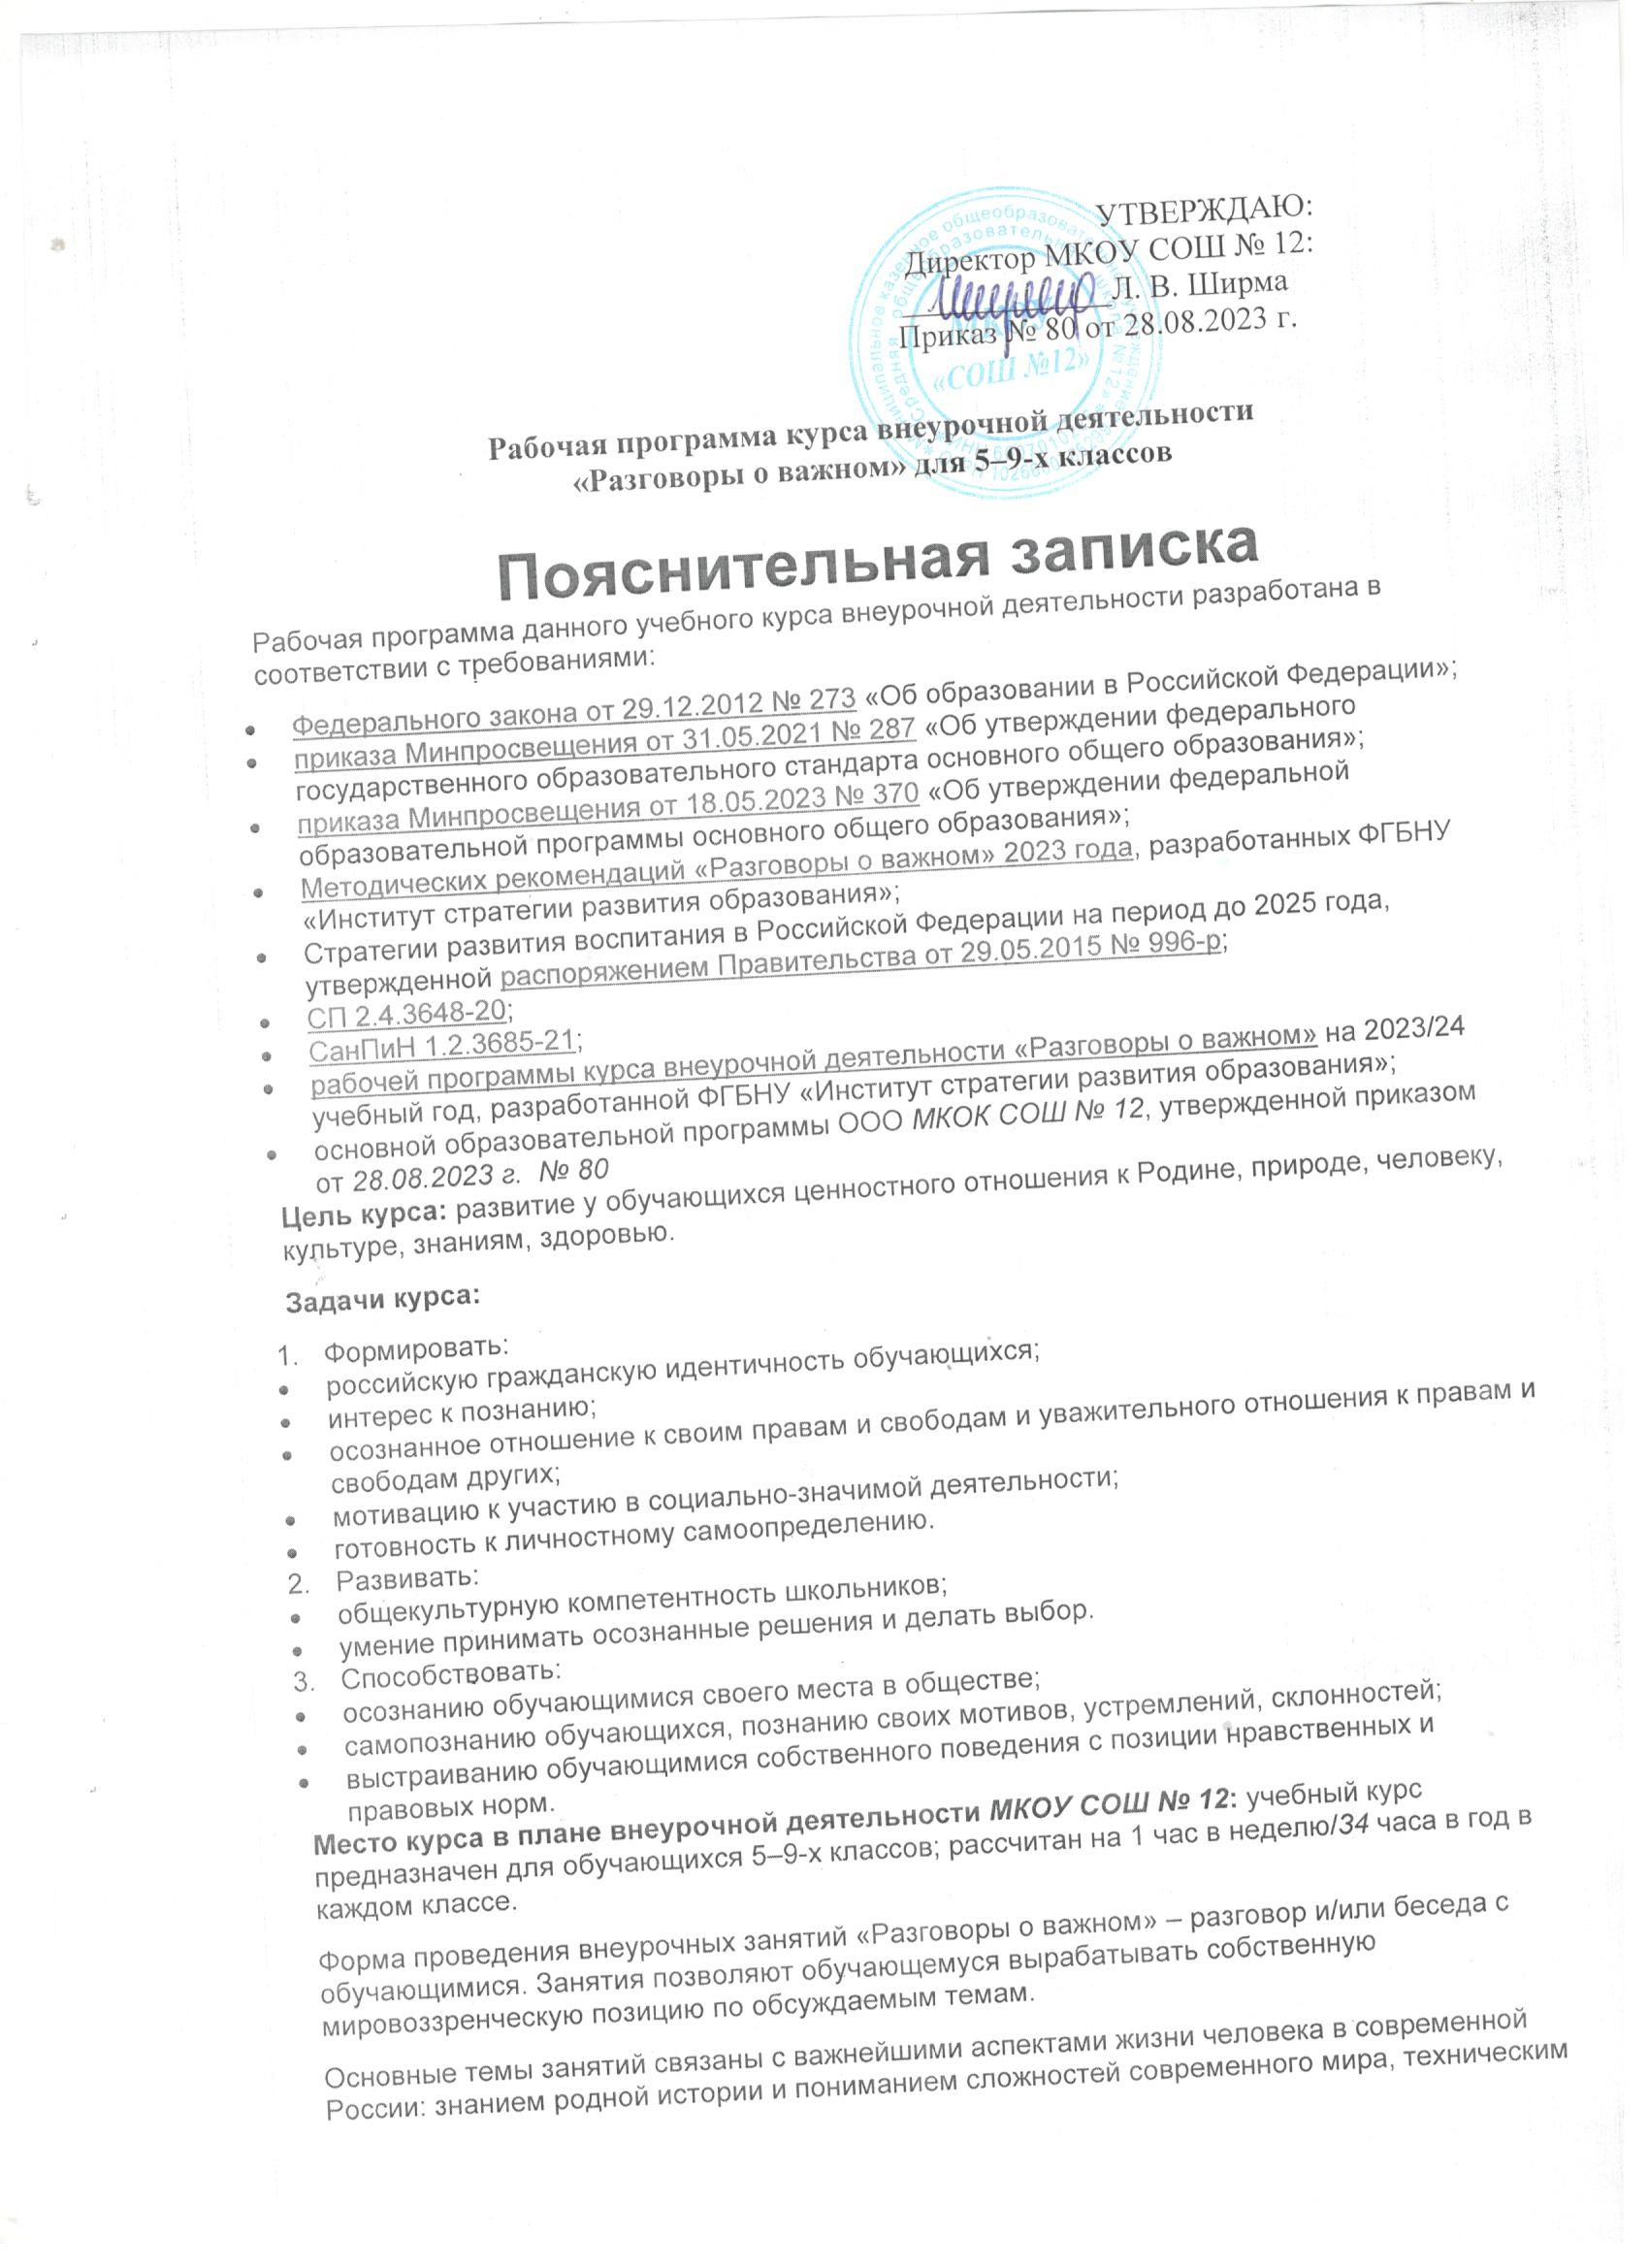 УТВЕРЖДАЮ:
Директор МКОУ СОШ № 12:
Л. В. Ширма
Приказ № 80 от 28.08.2023 г.
«СОШ №12»
Рабочая программа курса внеурочной деятельности
«Разговоры о важном» для 5–9-х классов
Пояснительная записка
Рабочая программа данного учебного курса внеурочной деятельности разработана в
соответствии с требованиями:
• Федерального закона от 29.12.2012 № 273 «Об образовании в Российской Федерации»;
• приказа Минпросвещения от 31.05.2021 № 287 «Об утверждении федерального
государственного образовательного стандарта основного общего образования»;
• приказа Минпросвещения от 18.05.2023 № 370 «Об утверждении федеральной
образовательной программы основного общего образования»;
• Методических рекомендаций «Разговоры о важном» 2023 года, разработанных ФГБНУ
«Институт стратегии развития образования»;
• Стратегии развития воспитания в Российской Федерации на период до 2025 года,
утвержденной распоряжением Правительства от 29.05.2015 № 996-р;
• СП 2.4.3648-20;
• СанПиН 1.2.3685-21;
• рабочей программы курса внеурочной деятельности «Разговоры о важном» на 2023/24
учебный год, разработанной ФГБНУ «Институт стратегии развития образования»;
• основной образовательной программы ООО МКОК СОШ № 12, утвержденной приказом
от 28.08.2023 г. № 80
Цель курса: развитие у обучающихся ценностного отношения к Родине, природе, человеку,
культуре, знаниям, здоровью.
Задачи курса:
1. Формировать:
• российскую гражданскую идентичность обучающихся;
• интерес к познанию;
• осознанное отношение к своим правам и свободам и уважительного отношения к правам и
свободам других;
• мотивацию к участию в социально-значимой деятельности;
• готовность к личностному самоопределению.
2. Развивать:
• общекультурную компетентность школьников;
• умение принимать осознанные решения и делать выбор.
3. Способствовать:
• осознанию обучающимися своего места в обществе;
• самопознанию обучающихся, познанию своих мотивов, устремлений, склонностей;
• выстраиванию обучающимися собственного поведения с позиции нравственных и
правовых норм.
Место курса в плане внеурочной деятельности МКОУ СОШ № 12: учебный курс
предназначен для обучающихся 5–9-х классов; рассчитан на 1 час в неделю/34 часа в год в
каждом классе.
Форма проведения внеурочных занятий «Разговоры о важном» – разговор и/или беседа с
обучающимися. Занятия позволяют обучающемуся вырабатывать собственную
мировоззренческую позицию по обсуждаемым темам.
Основные темы занятий связаны с важнейшими аспектами жизни человека в современной
России: знанием родной истории и пониманием сложностей современного мира, техническим